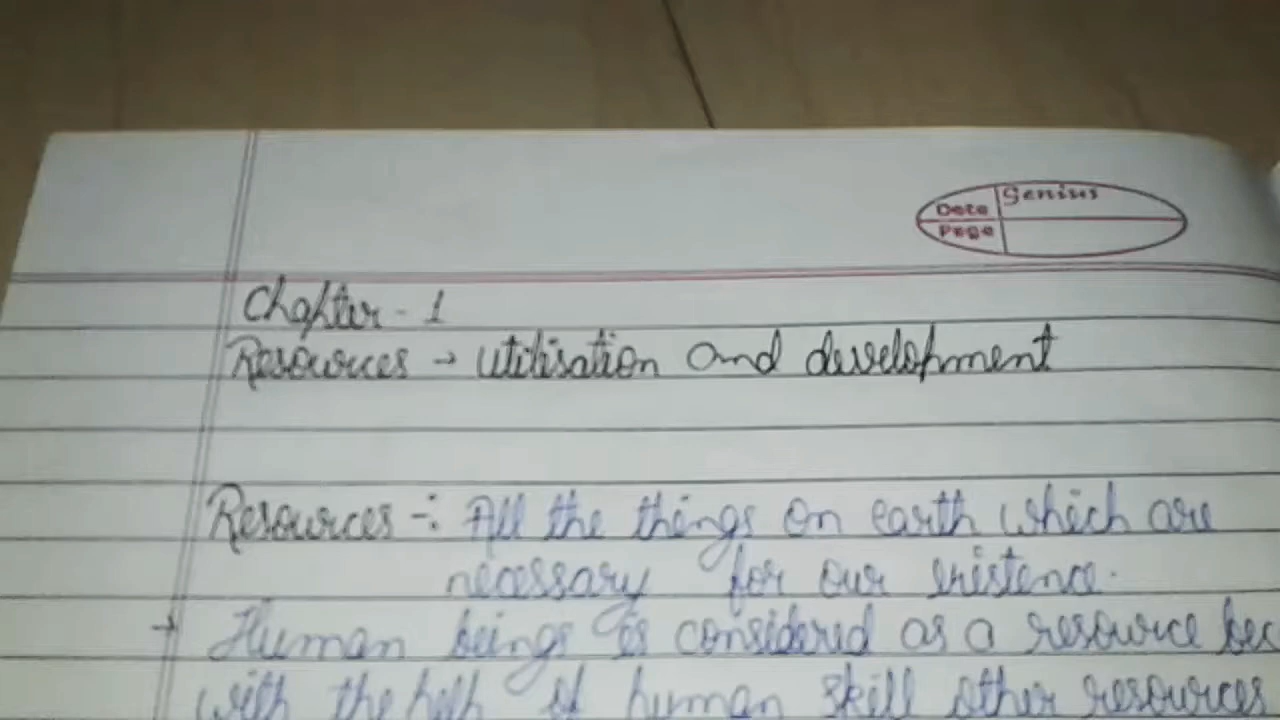 Genius
Date
Page
Chapter - 1
Resources → utilisation and development
Resources -: All the things on earth which are
necessary for our existence.
→ Human beings is considered as a resource bec
with the help of human skill other resources